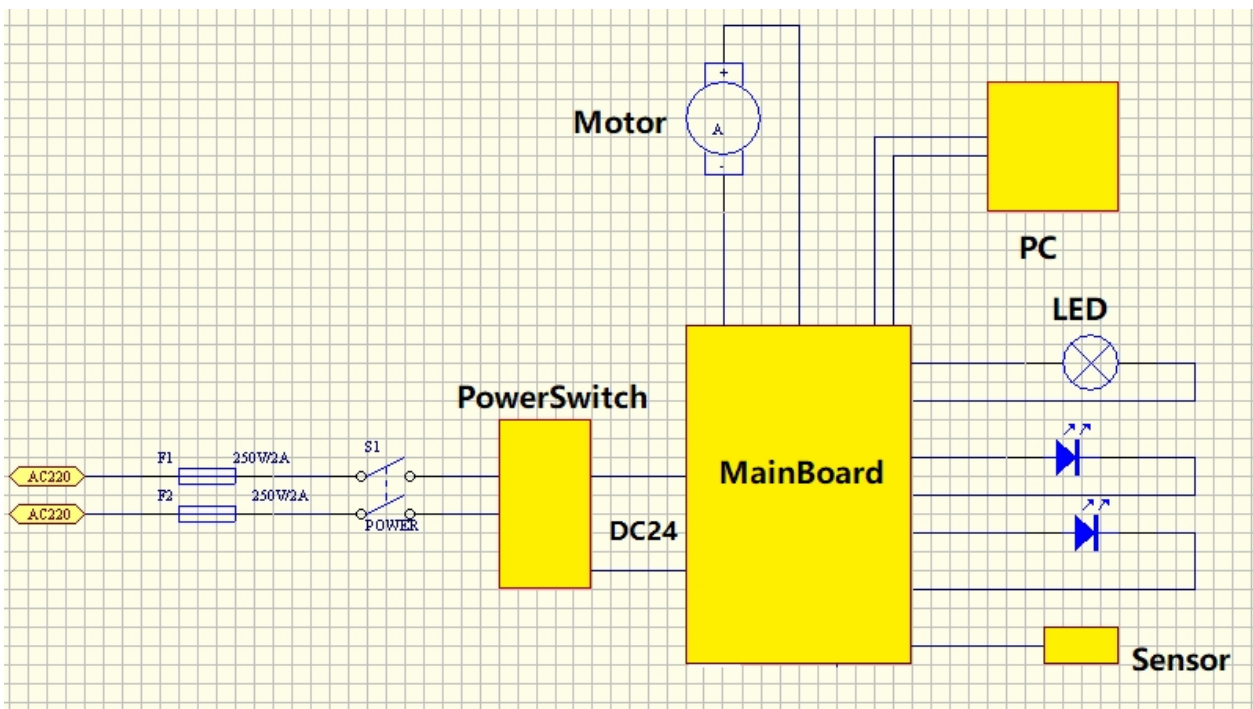 +
Motor
A
-
PC
LED
PowerSwitch
S1
F1
250V/2A
AC220
MainBoard
F2
250V/2A
AC220
POWER
DC24
Sensor